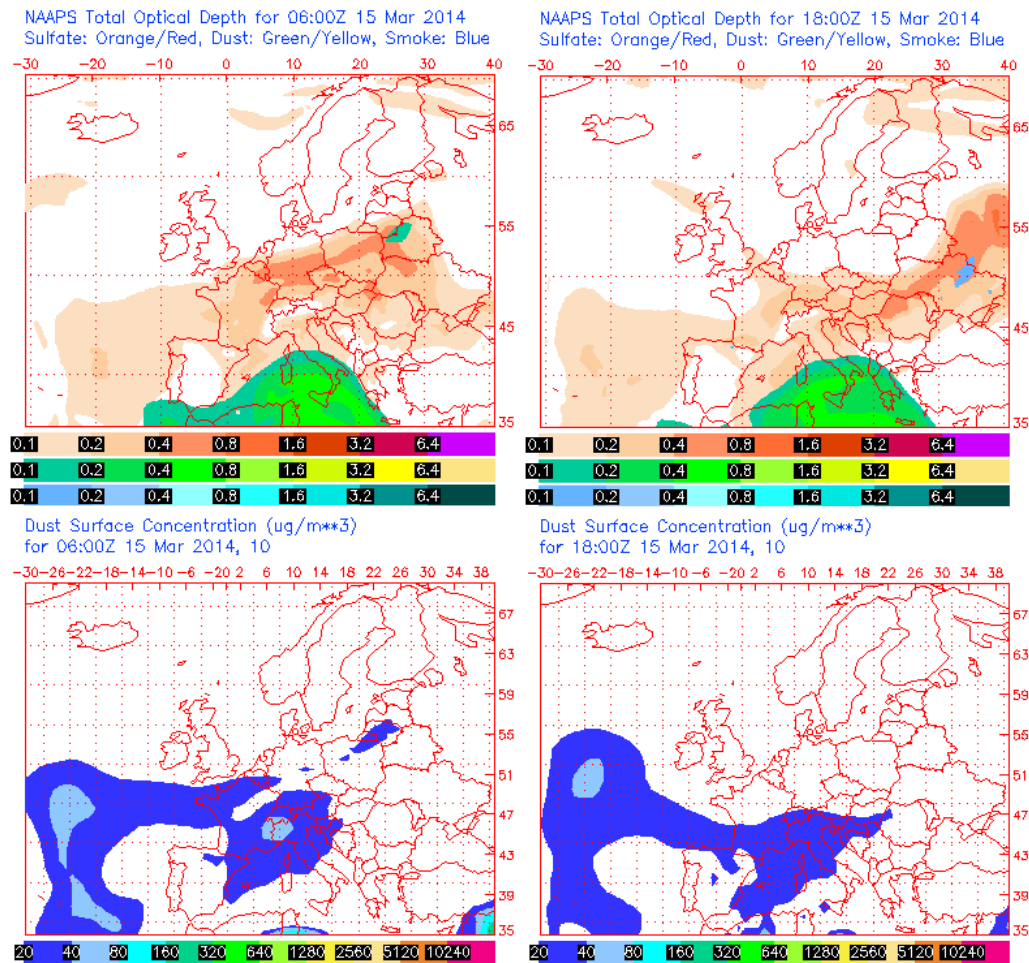 NAAPS Total Optical Depth for 06:00Z 15 Mar 2014
Sulfate: Orange/Red, Dust: Green/Yellow, Smoke: Blue
-30 -20 -10 0 10 20 30 40
65
55
45
35
0.1 0.2 0.4 0.8 1.6 3.2 6.4
0.1 0.2 0.4 0.8 1.6 3.2 6.4
0.1 0.2 0.4 0.8 1.6 3.2 6.4
NAAPS Total Optical Depth for 18:00Z 15 Mar 2014
Sulfate: Orange/Red, Dust: Green/Yellow, Smoke: Blue
-30 -20 -10 0 10 20 30 40
65
55
45
35
0.1 0.2 0.4 0.8 1.6 3.2 6.4
0.1 0.2 0.4 0.8 1.6 3.2 6.4
0.1 0.2 0.4 0.8 1.6 3.2 6.4
Dust Surface Concentration (ug/m**3)
for 06:00Z 15 Mar 2014, 10
-30-26-22-18-14-10-6-20 2 6 10 14 18 22 26 30 34 38
67
63
59
55
51
47
43
39
35
20 40 80 160 320 640 1280 2560 5120 10240
Dust Surface Concentration (ug/m**3)
for 18:00Z 15 Mar 2014, 10
-30-26-22-18-14-10-6-20 2 6 10 14 18 22 26 30 34 38
67
63
59
55
51
47
43
39
35
20 40 80 160 320 640 1280 2560 5120 10240